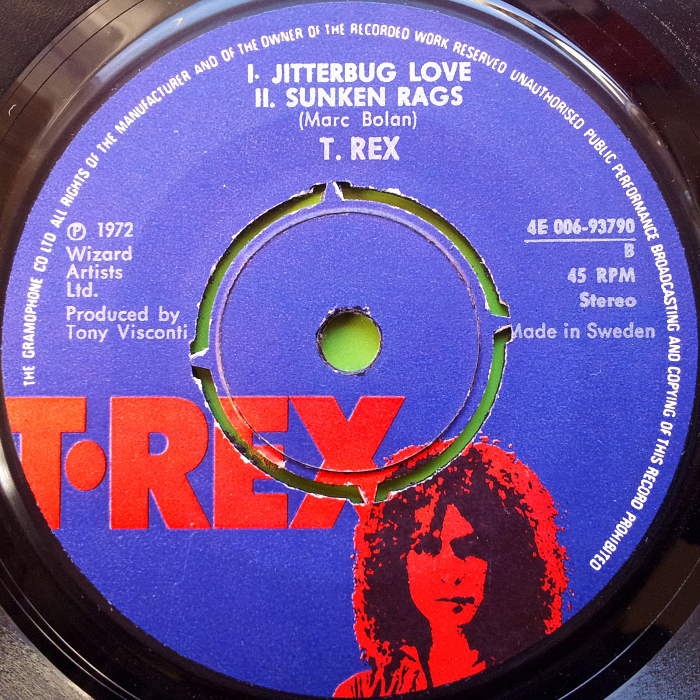 THE GRAMOPHONE CO LTD ALL RIGHTS OF THE MANUFACTURER AND OF THE OWNER OF THE RECORDED WORK RESERVED UNAUTHORISED PUBLIC PERFORMANCE BROADCASTING AND COPYING OF THIS RECORD PROHIBITED
I. JITTERBUG LOVE
II. SUNKEN RAGS
(Marc Bolan)
T. REX
℗ 1972
Wizard
Artists
Ltd.
Produced by
Tony Visconti
4E 006-93790
B
45 RPM
Stereo
Made in Sweden
T•REX